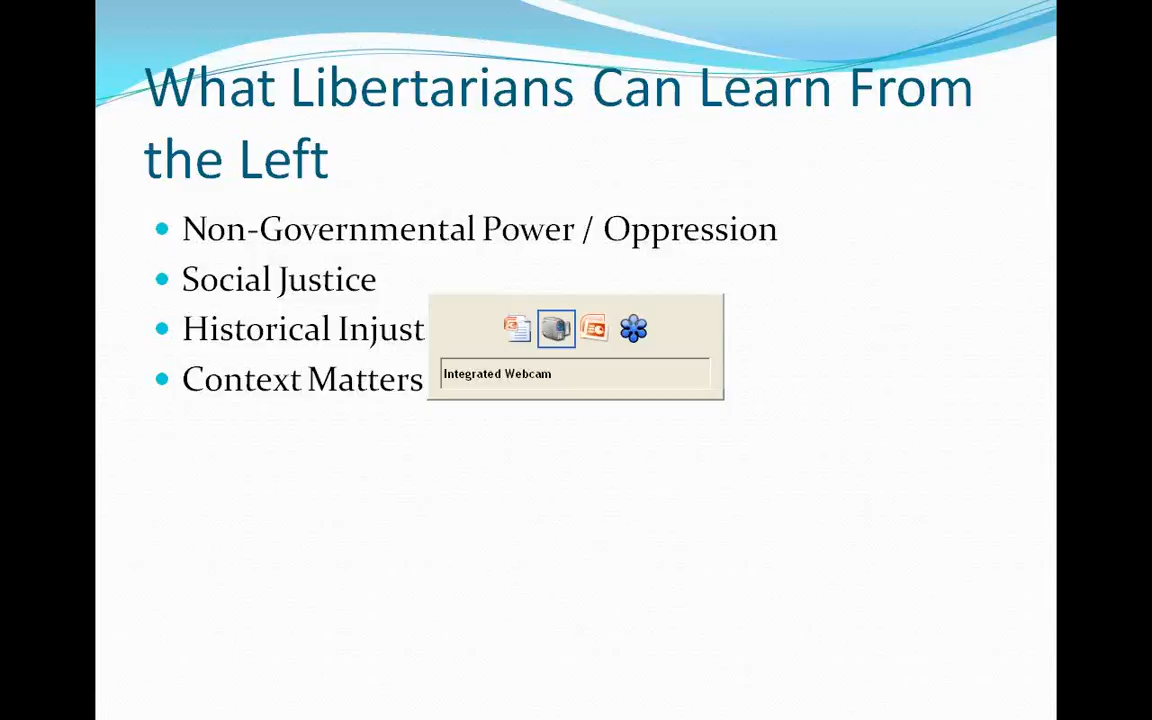 What Libertarians Can Learn From
the Left
Non-Governmental Power / Oppression
Social Justice
Historical Injust
Context Matters
Integrated Webcam